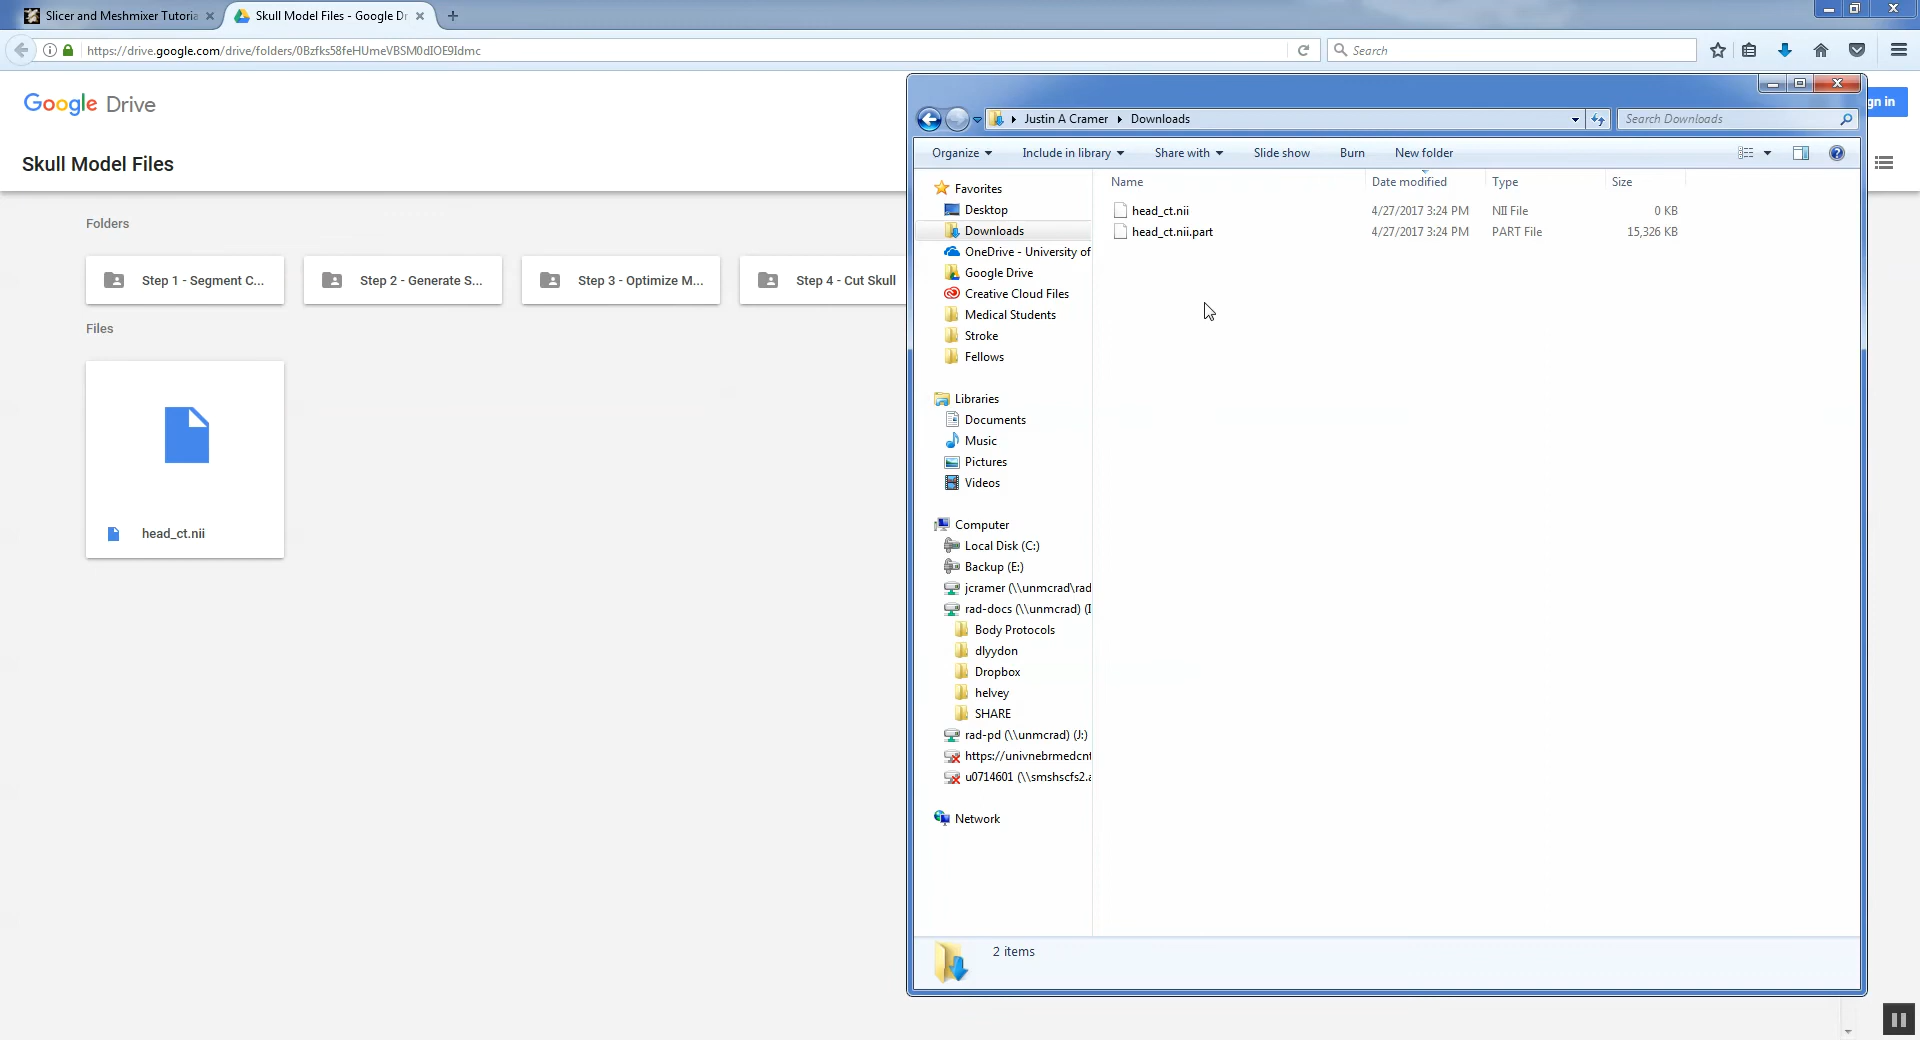 Slicer and Meshmixer Tutoria
Skull Model Files - Google Dr
https://drive.google.com/drive/folders/0Bzfks58feHUmeVBSM0dIOE9Idmc
Search
Google Drive
gn in
Skull Model Files
Folders
Step 1 - Segment C...
Step 2 - Generate S...
Step 3 - Optimize M...
Step 4 - Cut Skull
Files
head_ct.nii
Justin A Cramer Downloads
Search Downloads
Organize Include in library Share with Slide show Burn New folder
Name Date modified Type Size
head_ct.nii 4/27/2017 3:24 PM NII File 0 KB
head_ct.nii.part 4/27/2017 3:24 PM PART File 15,326 KB
Favorites
Desktop
Downloads
OneDrive - University of
Google Drive
Creative Cloud Files
Medical Students
Stroke
Fellows
Libraries
Documents
Music
Pictures
Videos
Computer
Local Disk (C:)
Backup (E:)
jcramer (\\unmcrad\rad
rad-docs (\\unmcrad) (I
Body Protocols
dlyydon
Dropbox
helvey
SHARE
rad-pd (\\unmcrad) (J:)
https://univnebrmedcnt
u0714601 (\\smshscfs2.a
Network
2 items